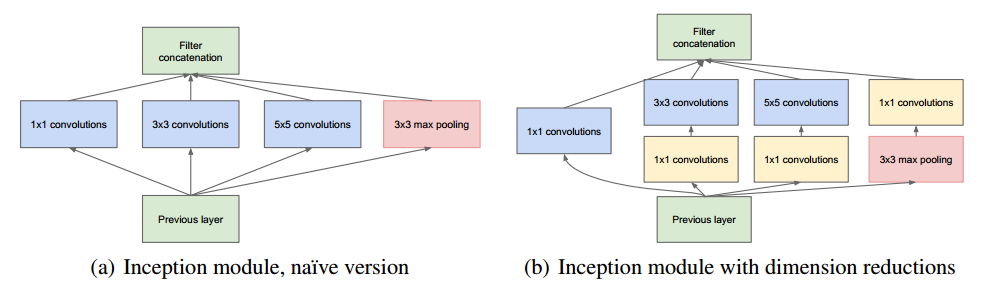 Filter
concatenation
1x1 convolutions
3x3 convolutions
5x5 convolutions
3x3 max pooling
Previous layer
(a) Inception module, naïve version
Filter
concatenation
1x1 convolutions
3x3 convolutions
5x5 convolutions
1x1 convolutions
1x1 convolutions
1x1 convolutions
3x3 max pooling
Previous layer
(b) Inception module with dimension reductions